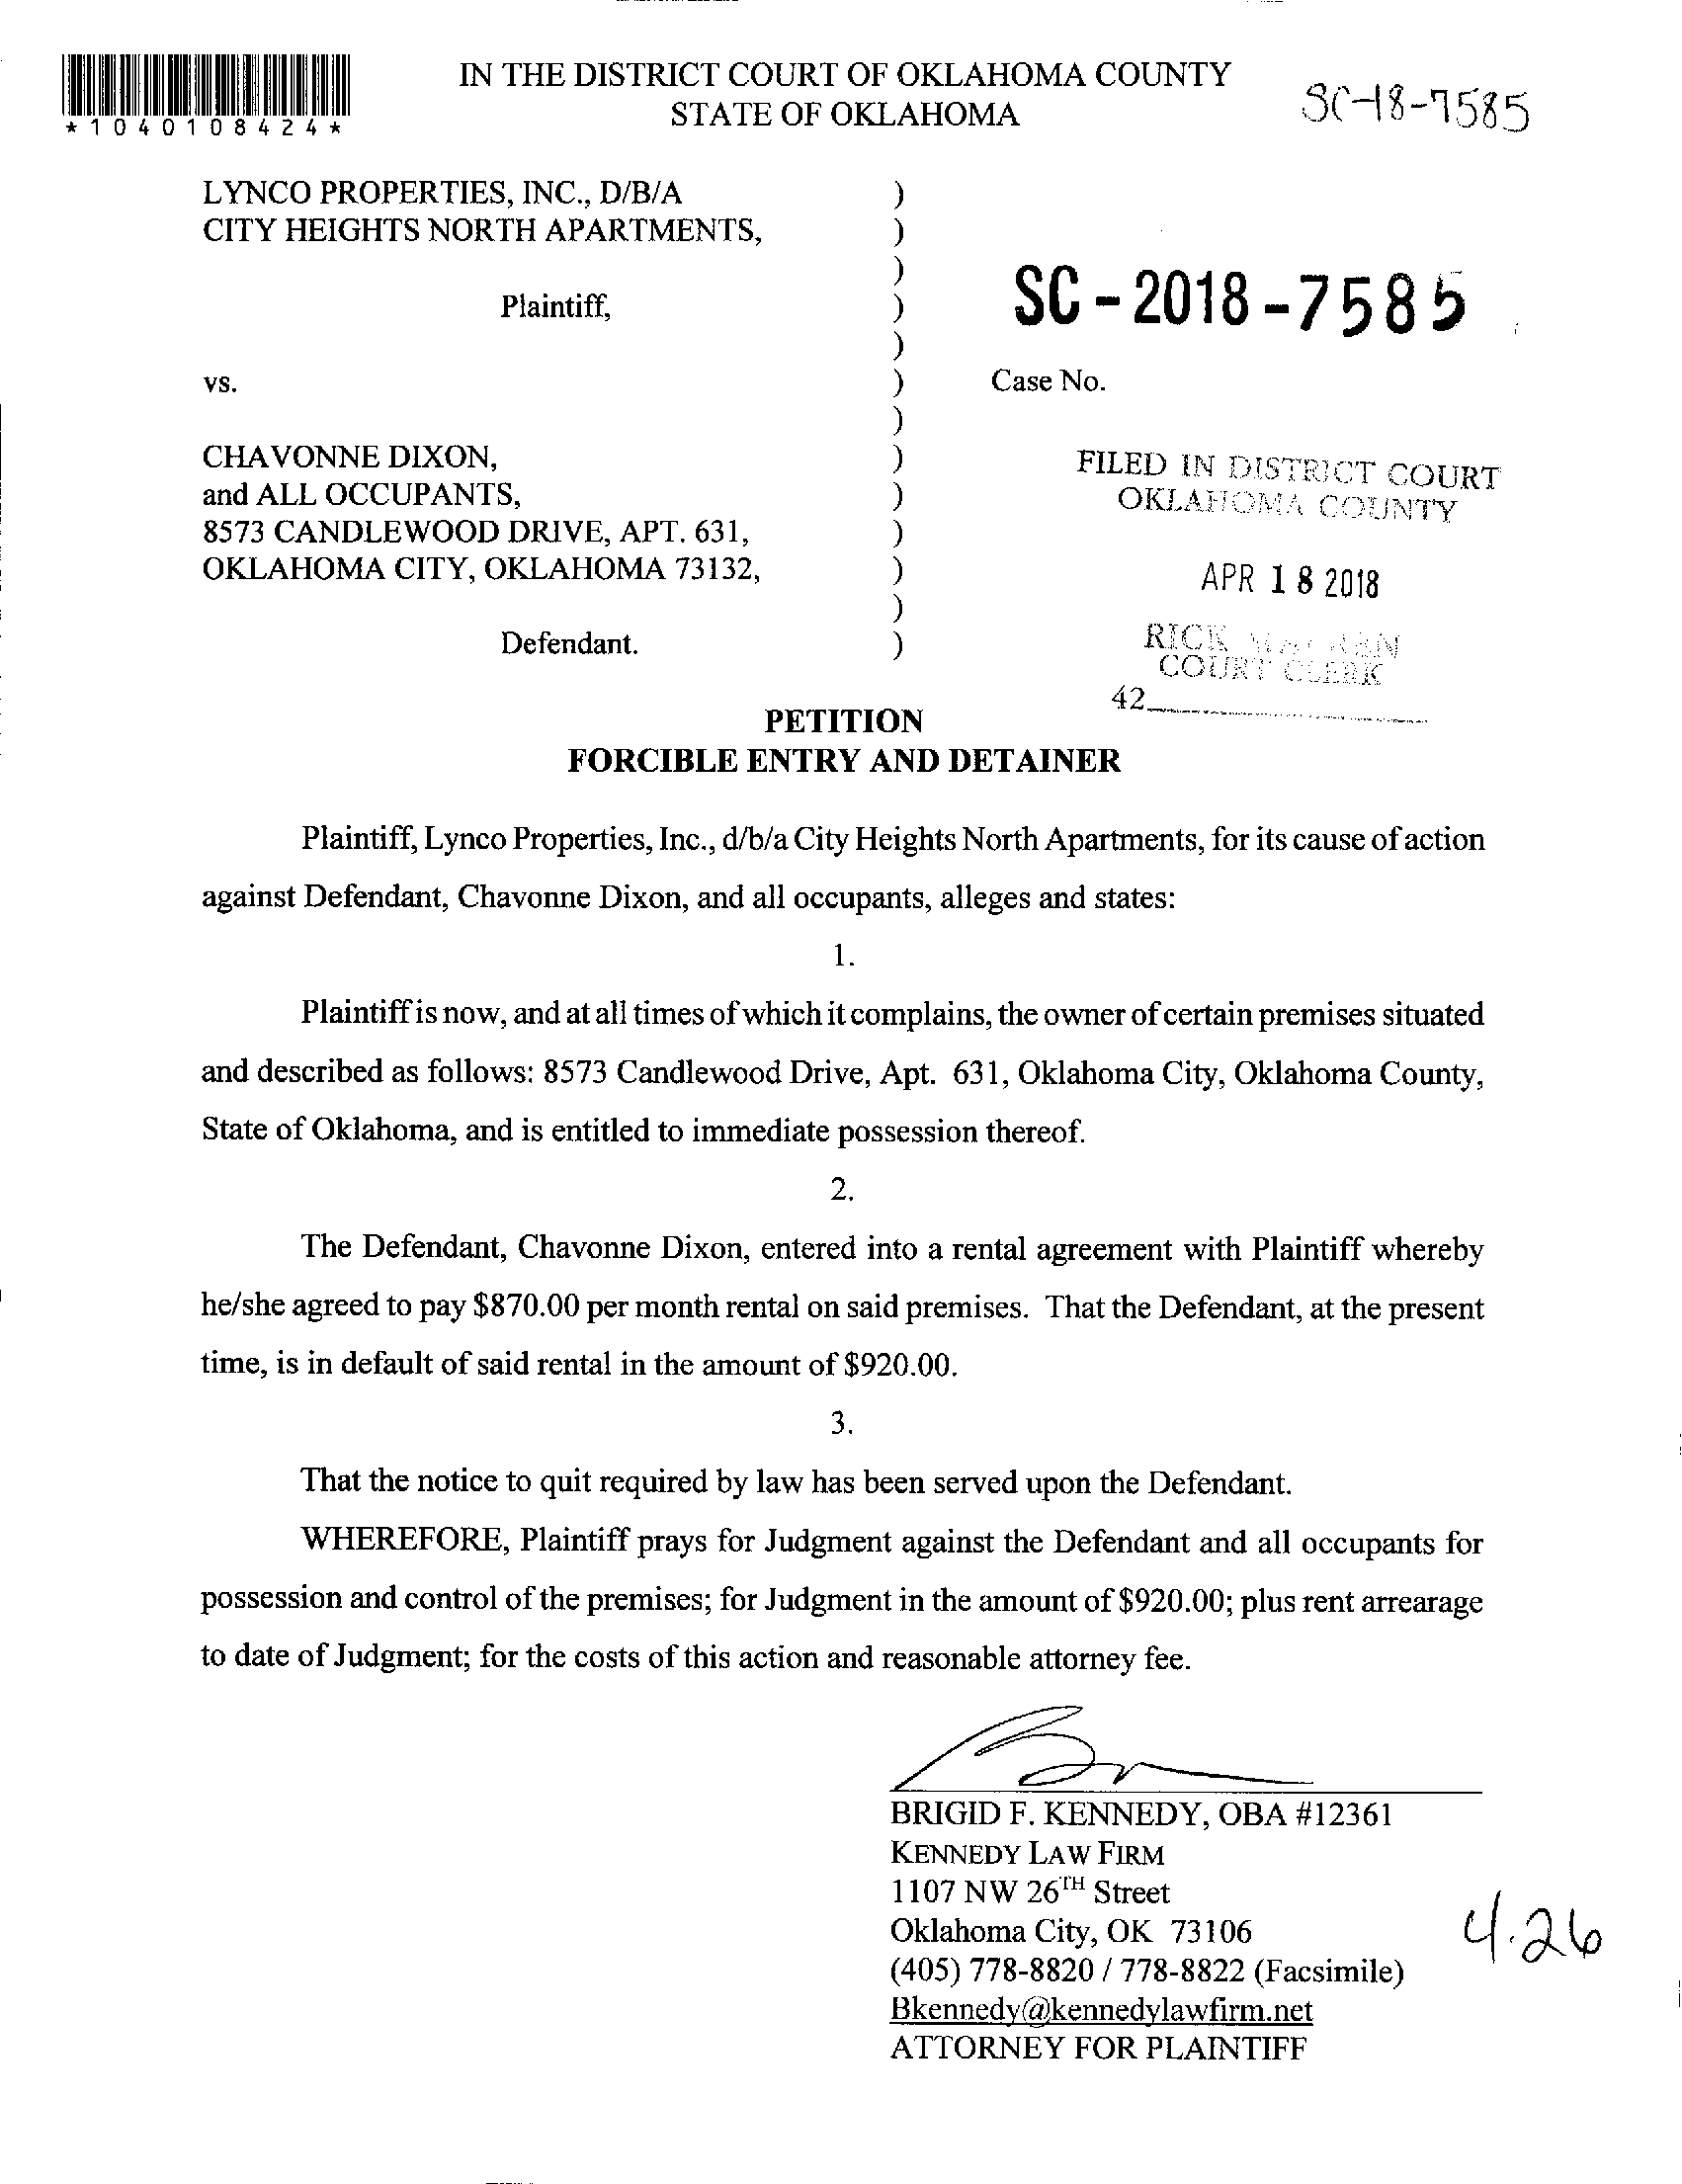 IN THE DISTRICT COURT OF OKLAHOMA COUNTY
STATE OF OKLAHOMA
SC-18-7585
*1040108424*
LYNCO PROPERTIES, INC., D/B/A )
CITY HEIGHTS NORTH APARTMENTS, )
)
Plaintiff, )
SC-2018-7585
)
vs. )
Case No.
)
CHAVONNE DIXON, )
and ALL OCCUPANTS, )
8573 CANDLEWOOD DRIVE, APT. 631, )
OKLAHOMA CITY, OKLAHOMA 73132, )
)
Defendant. )
FILED IN DISTRICT COURT
OKLAHOMA COUNTY
APR 18 2018
RICK
COURT CLERK
42
PETITION
FORCIBLE ENTRY AND DETAINER
Plaintiff, Lynco Properties, Inc., d/b/a City Heights North Apartments, for its cause of action
against Defendant, Chavonne Dixon, and all occupants, alleges and states:
1.
Plaintiff is now, and at all times of which it complains, the owner of certain premises situated
and described as follows: 8573 Candlewood Drive, Apt. 631, Oklahoma City, Oklahoma County,
State of Oklahoma, and is entitled to immediate possession thereof.
2.
The Defendant, Chavonne Dixon, entered into a rental agreement with Plaintiff whereby
he/she agreed to pay $870.00 per month rental on said premises. That the Defendant, at the present
time, is in default of said rental in the amount of $920.00.
3.
That the notice to quit required by law has been served upon the Defendant.
WHEREFORE, Plaintiff prays for Judgment against the Defendant and all occupants for
possession and control of the premises; for Judgment in the amount of $920.00; plus rent arrearage
to date of Judgment; for the costs of this action and reasonable attorney fee.
BRIGID F. KENNEDY, OBA #12361
KENNEDY LAW FIRM
1107 NW 26TH Street
Oklahoma City, OK 73106
(405) 778-8820 / 778-8822 (Facsimile)
Bkennedy@kennedylawfirm.net
ATTORNEY FOR PLAINTIFF
4.26